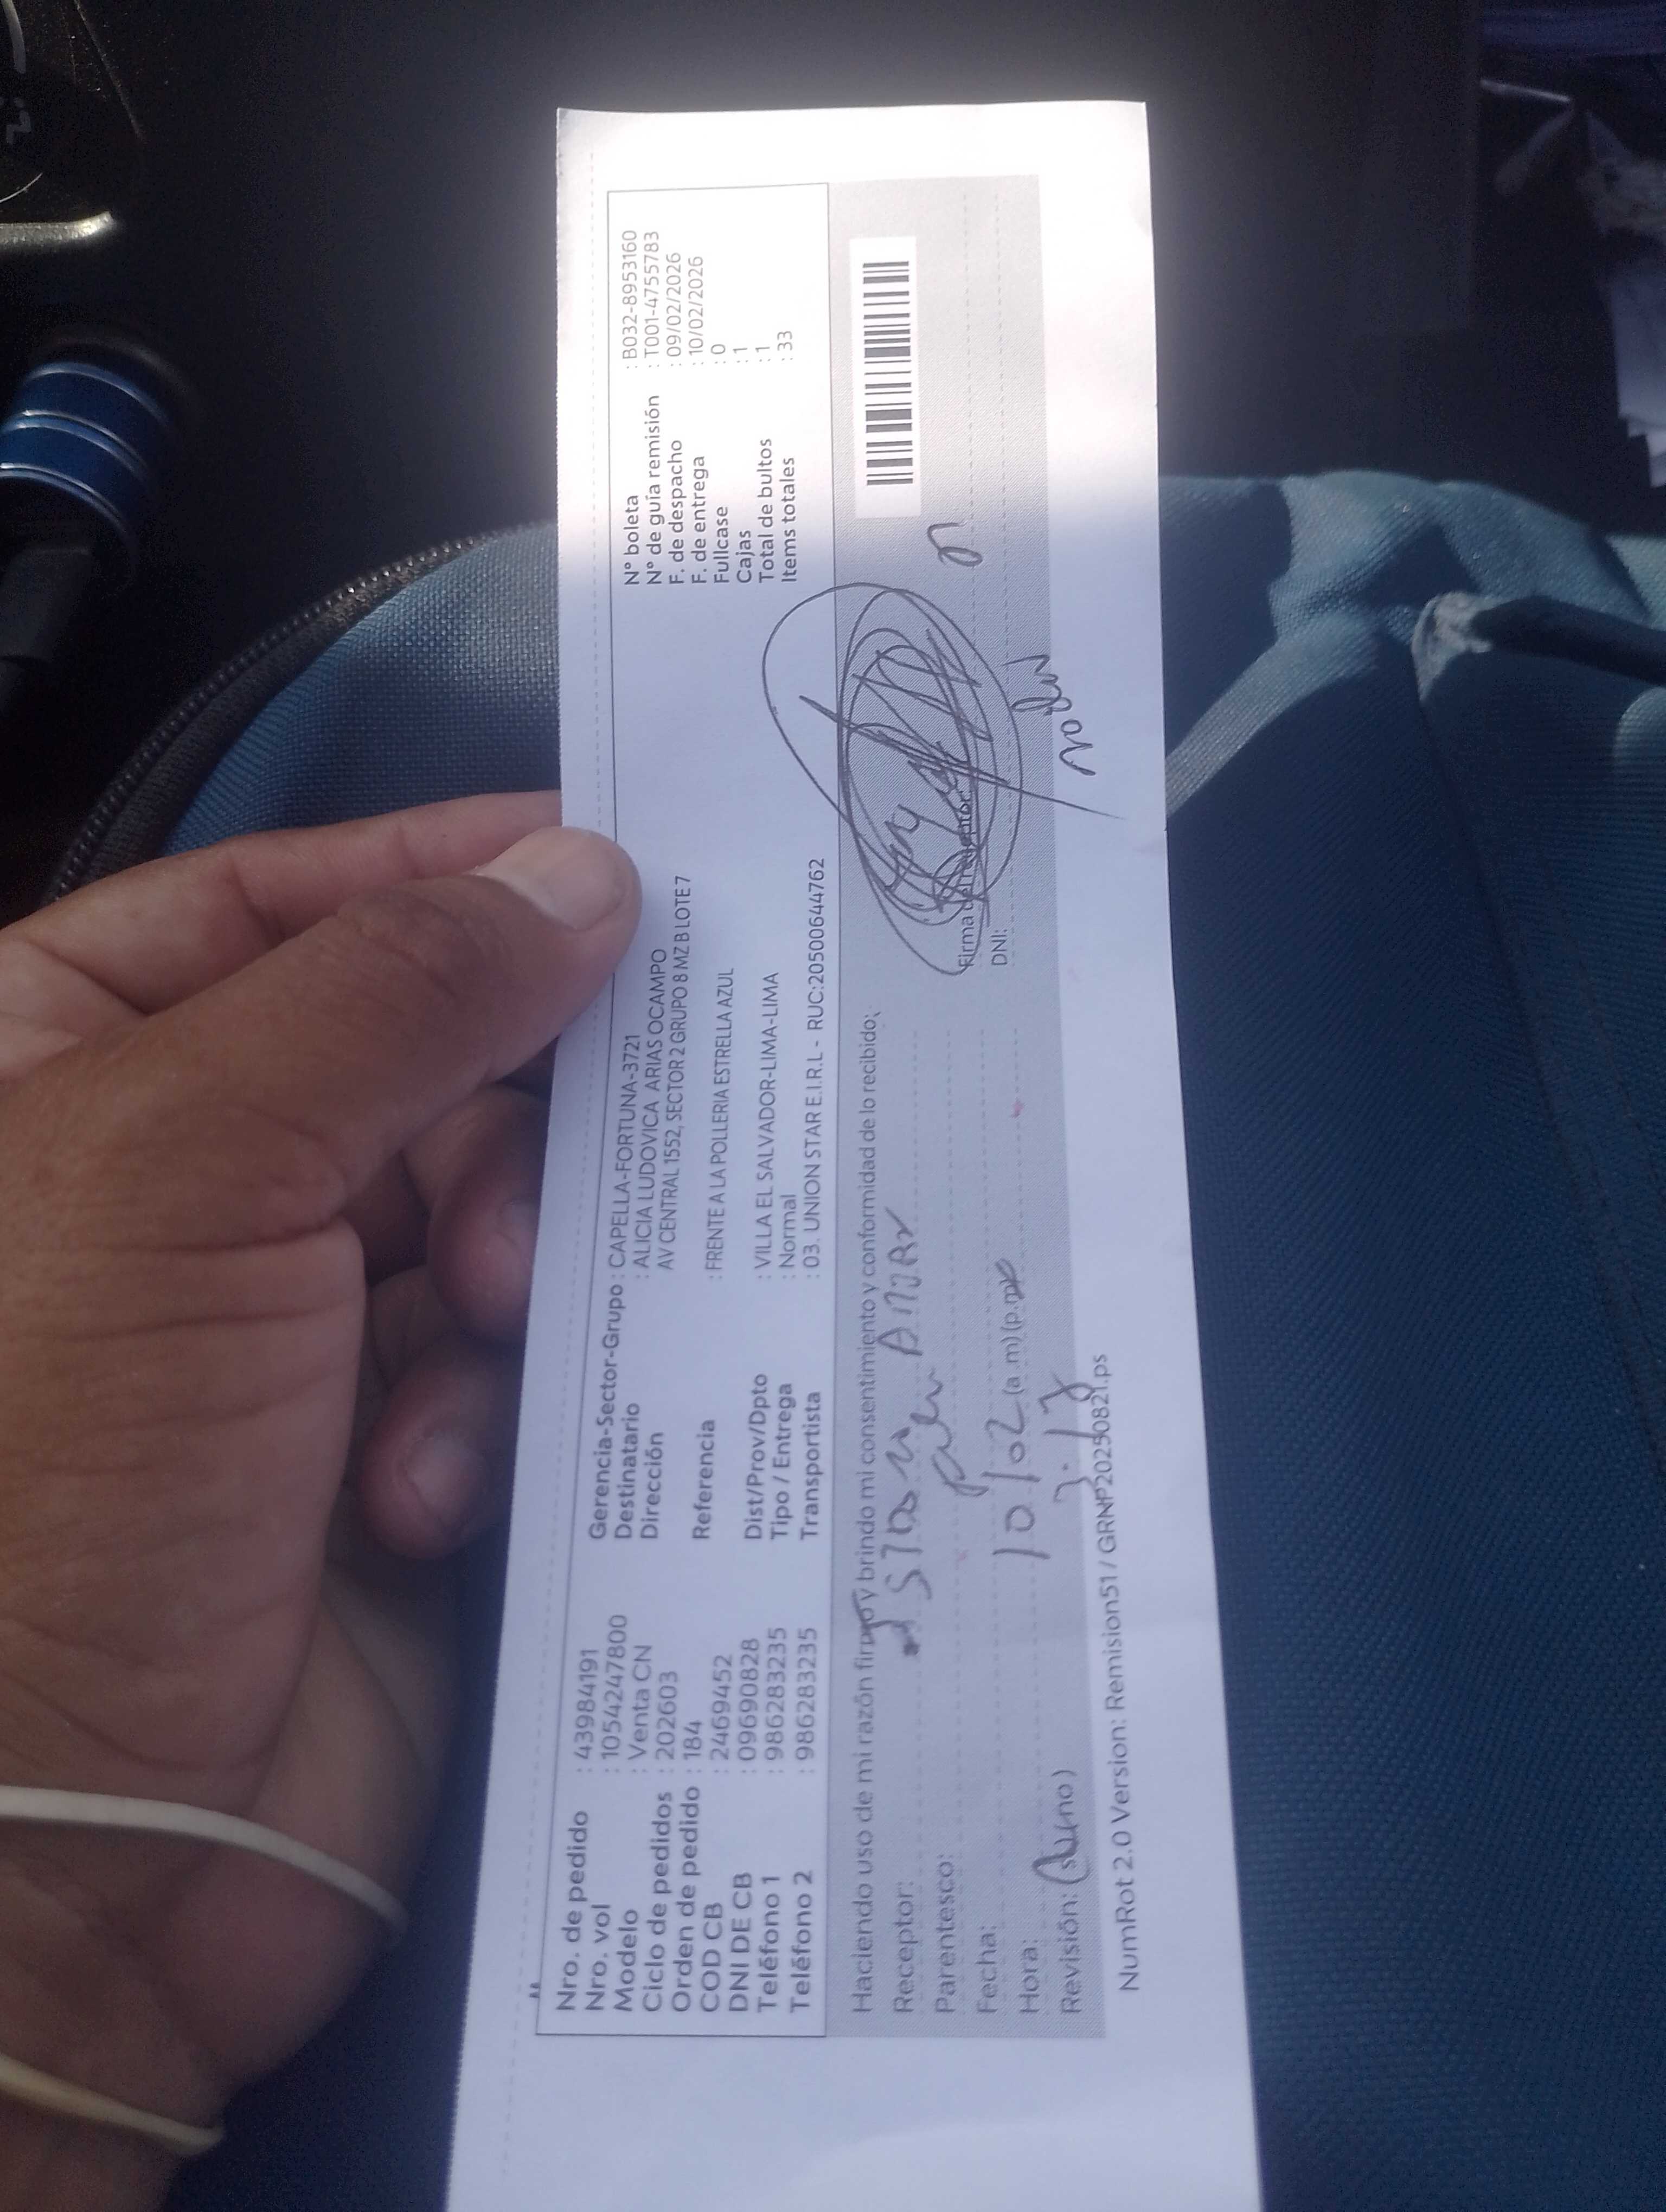 Nro. de pedido : 43984191
Nro. vol : 1054247800
Modelo : Venta CN
Ciclo de pedidos : 202603
Orden de pedido : 184
COD CB : 2469452
DNI DE CB : 09690828
Teléfono 1 : 986283235
Teléfono 2 : 986283235
Gerencia-Sector-Grupo : CAPELLA-FORTUNA-3721
Destinatario : ALICIA LUDOVICA ARIAS OCAMPO
Dirección AV CENTRAL 1552, SECTOR 2 GRUPO 8 MZ B LOTE 7
Referencia : FRENTE A LA POLLERIA ESTRELLA AZUL
Dist/Prov/Dpto : VILLA EL SALVADOR-LIMA-LIMA
Tipo / Entrega : Normal
Transportista : 03. UNION STAR E.I.R.L - RUC:20500644762
N° boleta : B032-8953160
N° de guía remisión : T001-4755783
F. de despacho : 09/02/2026
F. de entrega : 10/02/2026
Fullcase : 0
Cajas : 1
Total de bultos : 1
Items totales : 33
Haciendo uso de mi razón firmo y brindo mi consentimiento y conformidad de lo recibido:
Receptor:
Parentesco:
Fecha: 10/02
Hora: (a.m)(p.m)
Revisión: (si/no)
Firma del receptor:
DNI:
NumRot 2.0 Version: Remision51 / GRNP20250821.ps